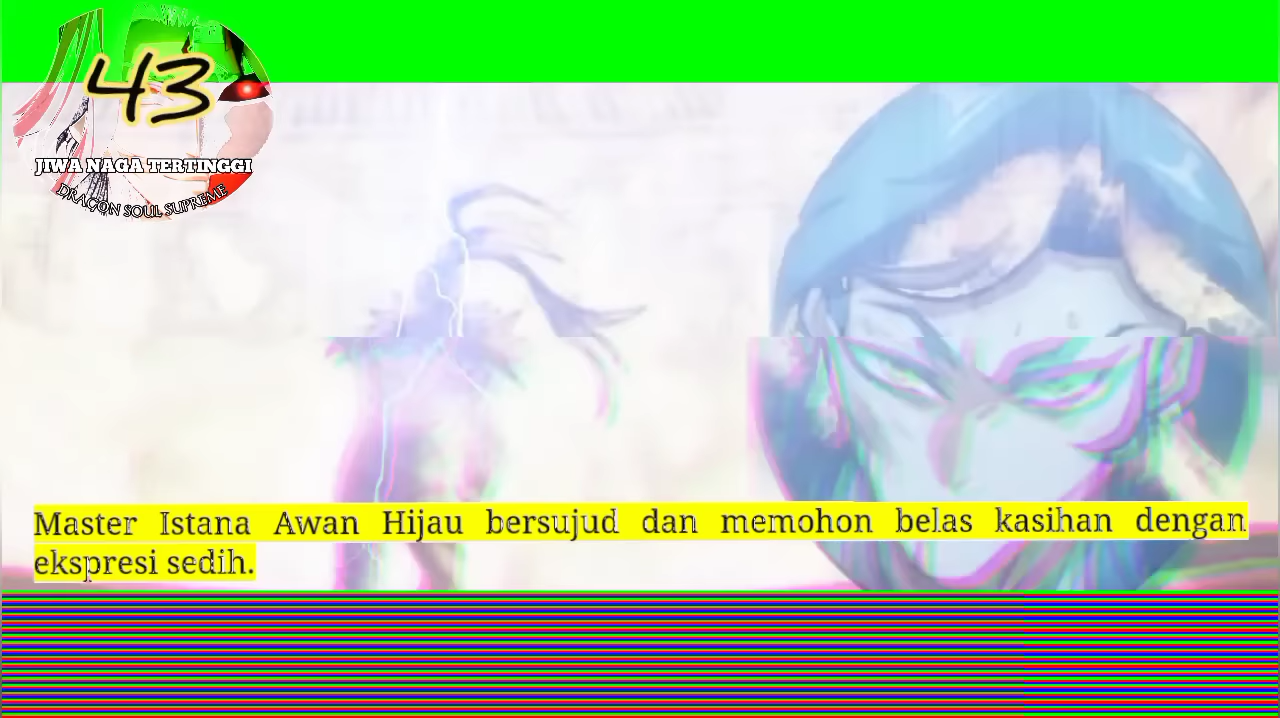 43
JIWA NAGA TERTINGGI
DRAGON SOUL SUPREME
Master Istana Awan Hijau bersujud dan memohon belas kasihan dengan
ekspresi sedih.